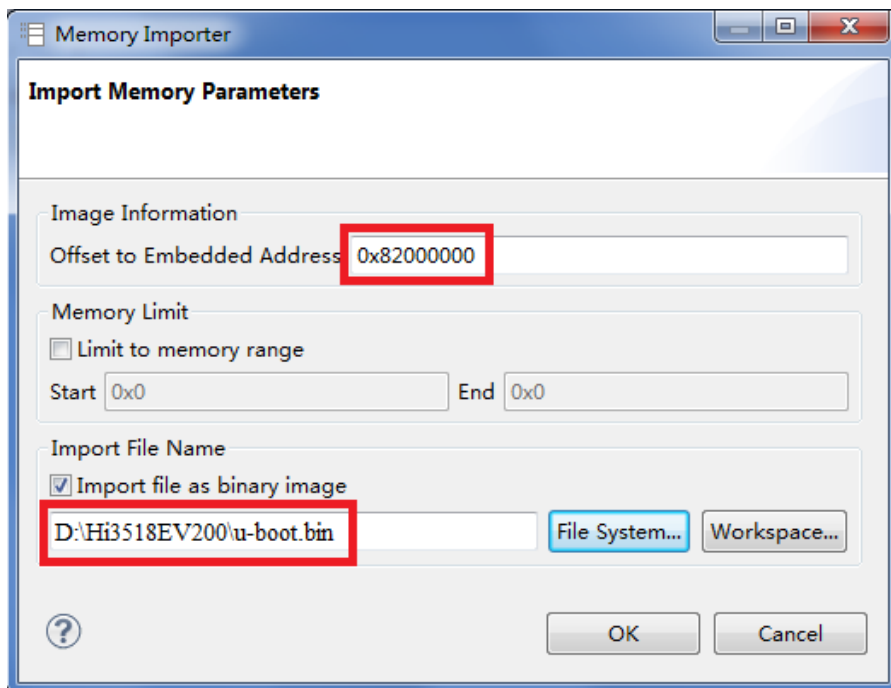 Memory Importer
Import Memory Parameters
Image Information
Offset to Embedded Address 0x82000000
Memory Limit
Limit to memory range
Start 0x0 End 0x0
Import File Name
Import file as binary image
D:\Hi3518EV200\u-boot.bin File System... Workspace...
? OK Cancel